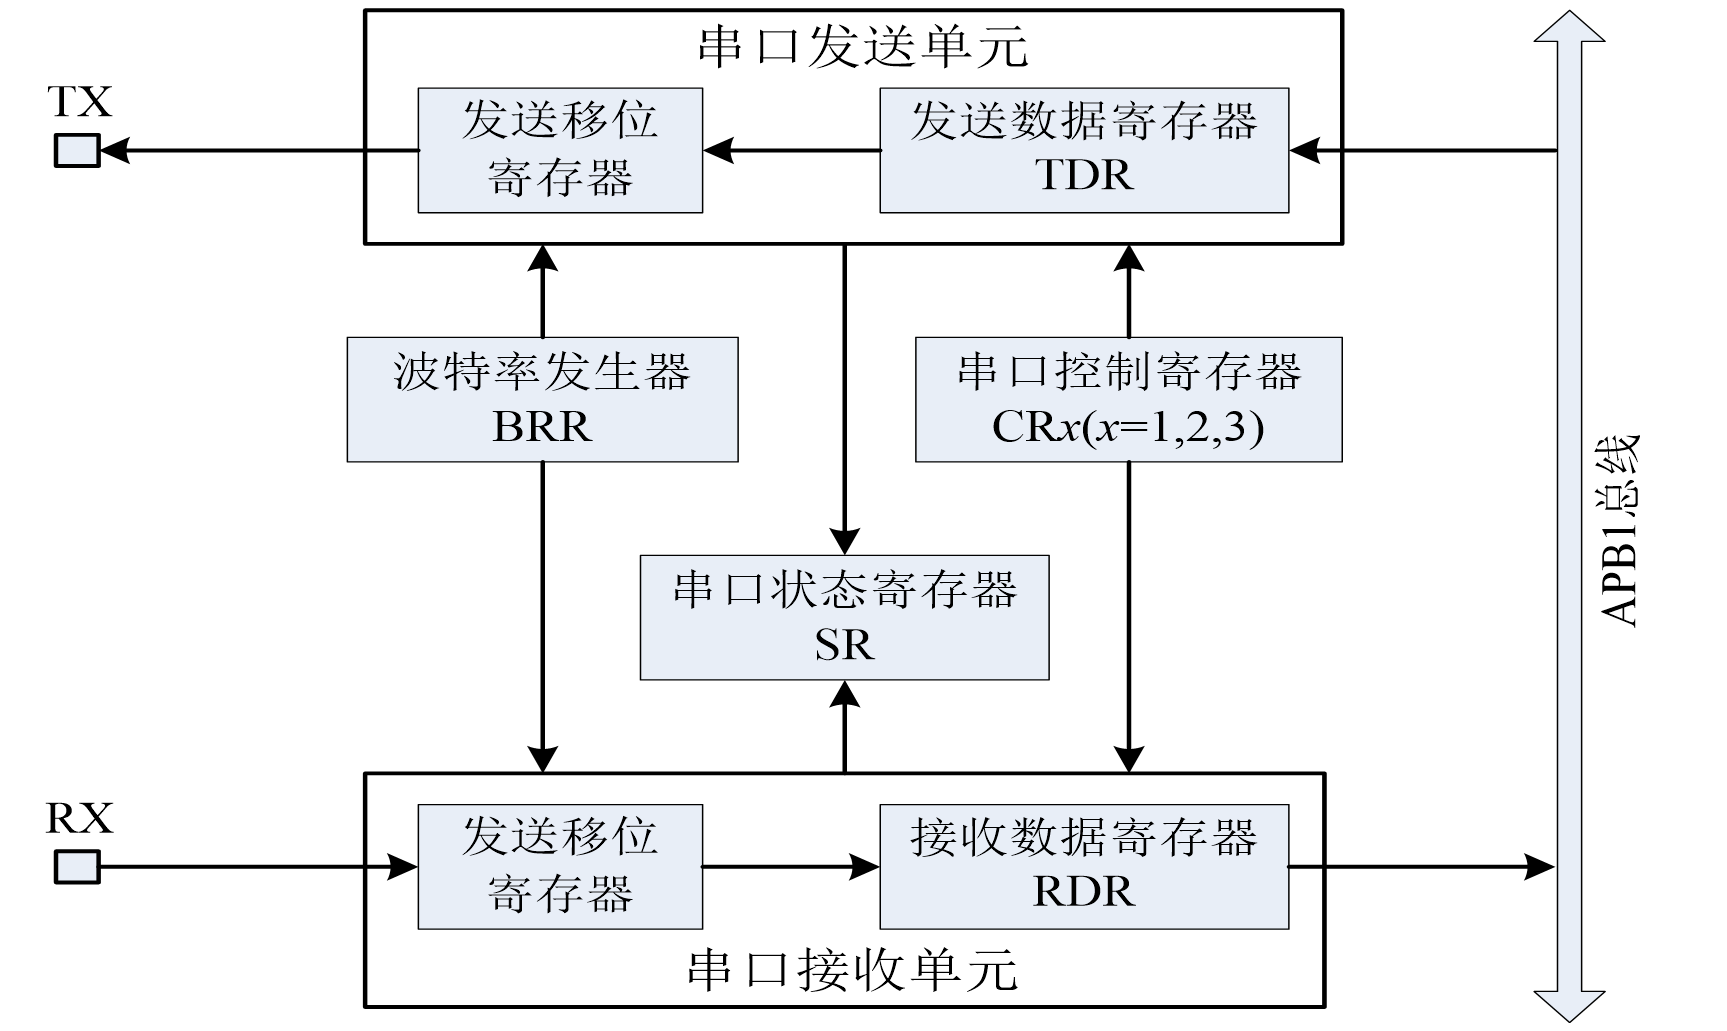 串口发送单元
TX
发送移位
寄存器
发送数据寄存器
TDR
波特率发生器
BRR
串口控制寄存器
CRx(x=1,2,3)
APB1总线
串口状态寄存器
SR
RX
发送移位
寄存器
接收数据寄存器
RDR
串口接收单元